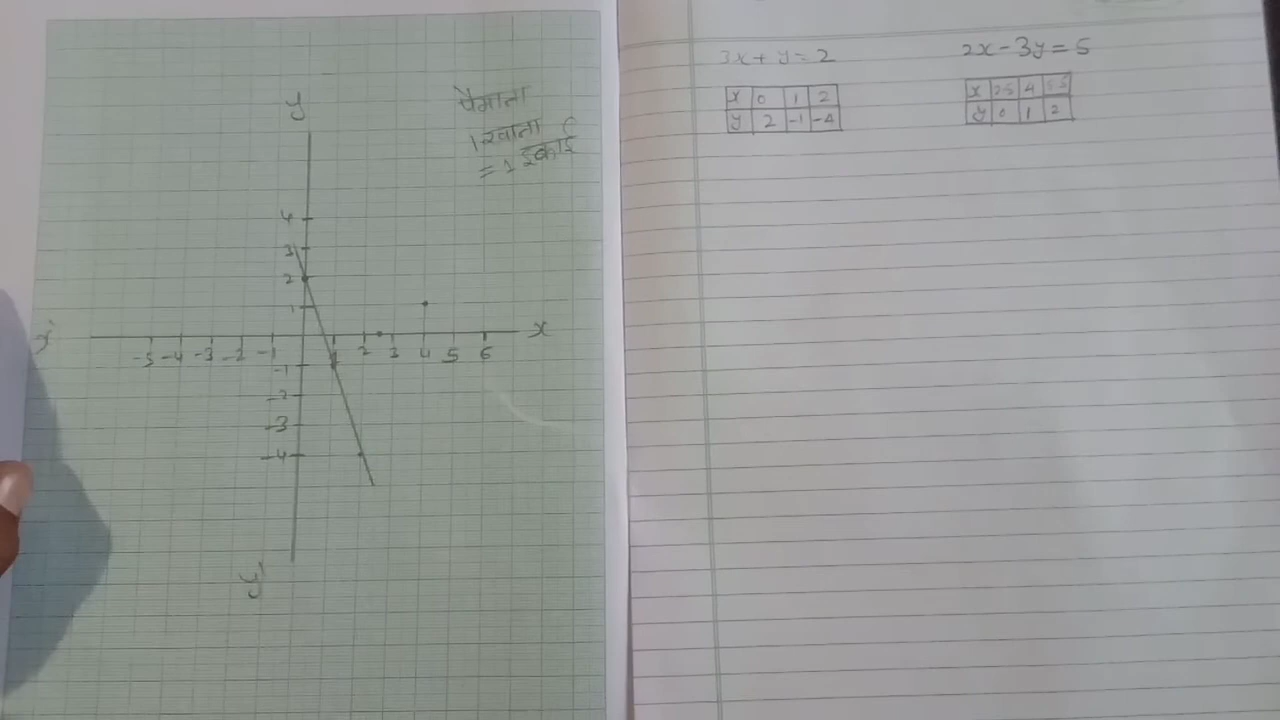 y
पैमाना
1 खाना
= 1 इकाई
4
3
2
1
x'
x
-5 -4 -3 -2 -1 1 2 3 4 5 6
-1
-2
-3
-4
y'
3x + y = 2
x 0 1 2
y 2 -1 -4
2x - 3y = 5
x 2.5 4 5.5
y 0 1 2